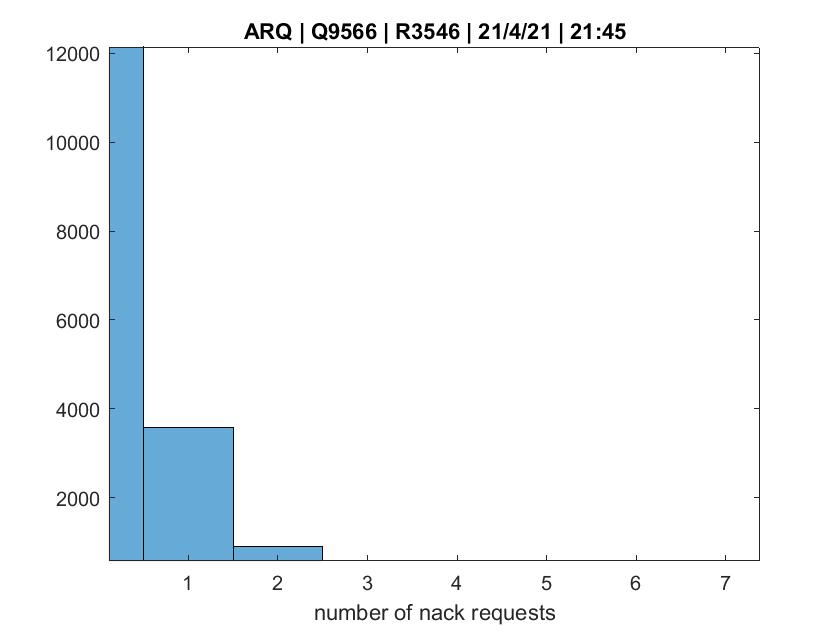 ARQ | Q9566 | R3546 | 21/4/21 | 21:45
12000
10000
8000
6000
4000
2000
1 2 3 4 5 6 7
number of nack requests